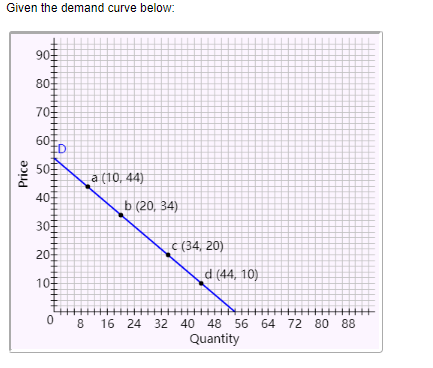 Given the demand curve below:
90
80
70
60
D
50
a (10, 44)
40
b (20, 34)
30
c (34, 20)
20
d (44, 10)
10
Price
0 8 16 24 32 40 48 56 64 72 80 88
Quantity